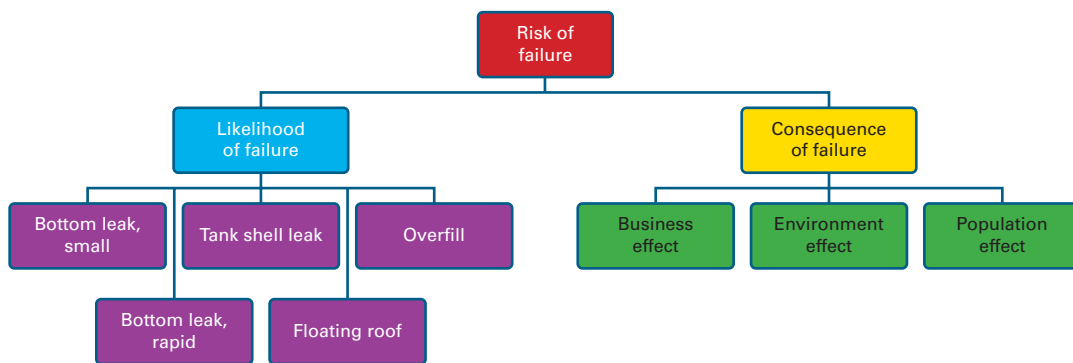 Risk of
failure
Likelihood
of failure
Consequence
of failure
Bottom leak,
small
Tank shell leak
Overfill
Business
effect
Environment
effect
Population
effect
Bottom leak,
rapid
Floating roof